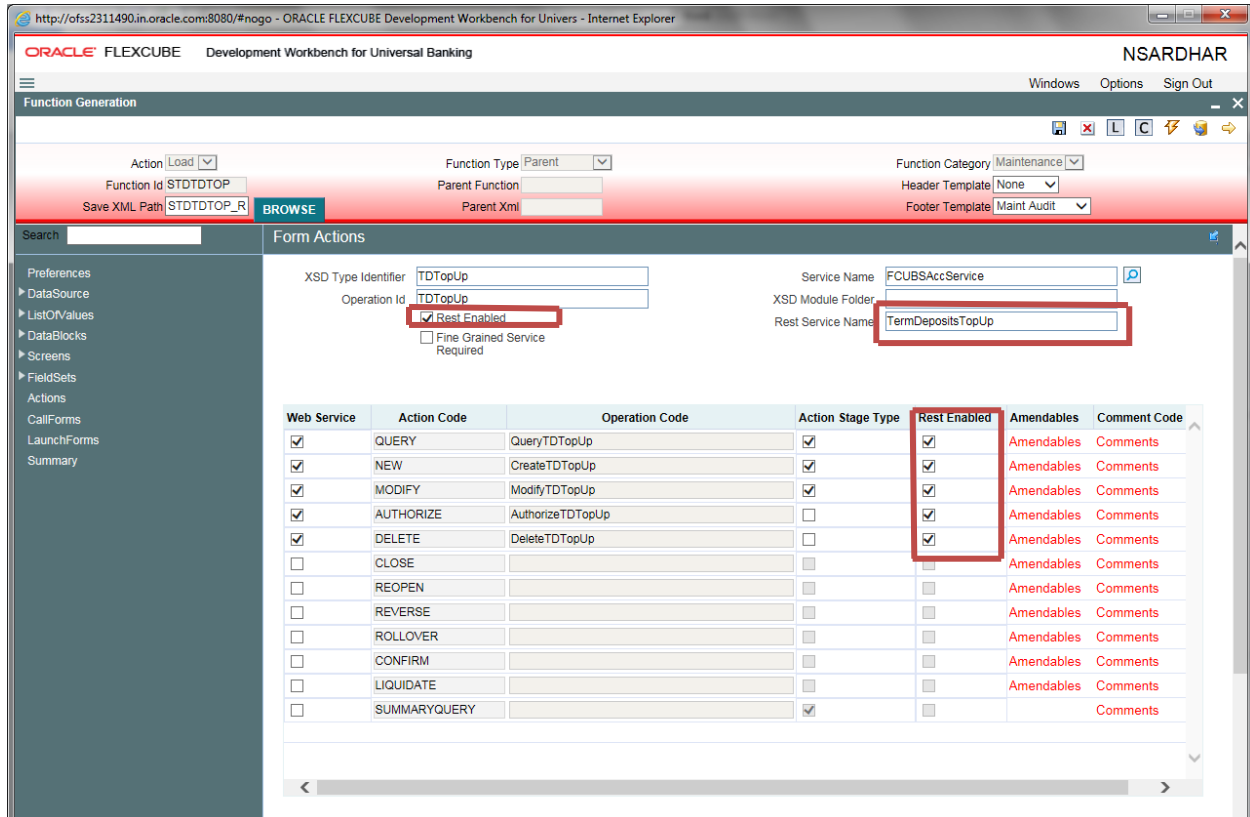 http://ofss2311490.in.oracle.com:8080/#nogo - ORACLE FLEXCUBE Development Workbench for Univers - Internet Explorer
ORACLE FLEXCUBE Development Workbench for Universal Banking NSARDHAR
Windows Options Sign Out
Function Generation
L C
Action Load Function Type Parent Function Category Maintenance
Function Id STDTDTOP Parent Function Header Template None
Save XML Path STDTDTOP_R BROWSE Parent Xml Footer Template Maint Audit
Search Form Actions
Preferences
DataSource
ListOfValues
DataBlocks
Screens
FieldSets
Actions
CallForms
LaunchForms
Summary
XSD Type Identifier TDTopUp Service Name FCUBSAccService
Operation Id TDTopUp XSD Module Folder
Rest Enabled Rest Service Name TermDepositsTopUp
Fine Grained Service
Required
Web Service Action Code Operation Code Action Stage Type Rest Enabled Amendables Comment Code
QUERY QueryTDTopUp Amendables Comments
NEW CreateTDTopUp Amendables Comments
MODIFY ModifyTDTopUp Amendables Comments
AUTHORIZE AuthorizeTDTopUp Amendables Comments
DELETE DeleteTDTopUp Amendables Comments
CLOSE Amendables Comments
REOPEN Amendables Comments
REVERSE Amendables Comments
ROLLOVER Amendables Comments
CONFIRM Amendables Comments
LIQUIDATE Amendables Comments
SUMMARYQUERY Comments